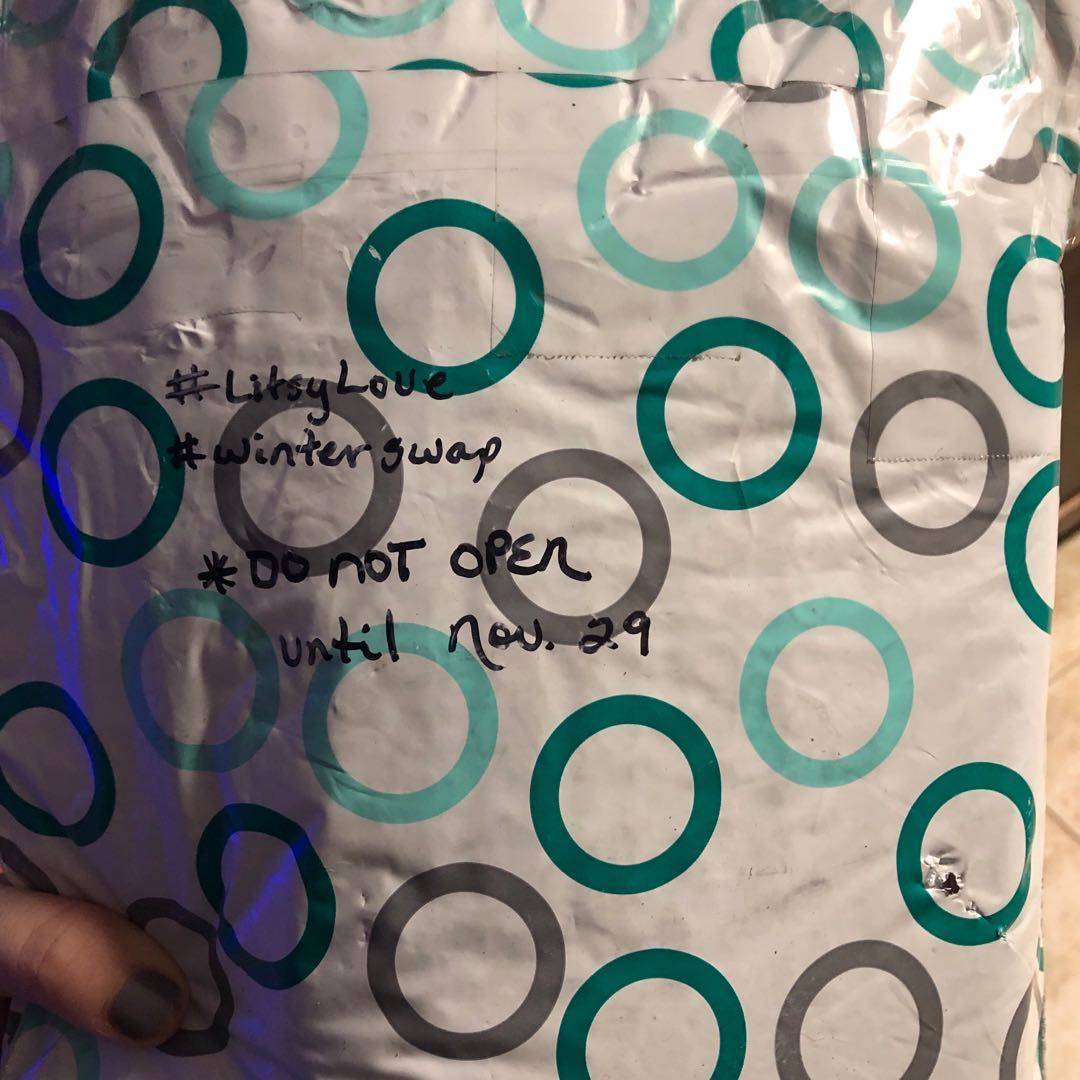 #LitsyLove
#winterswap
*DO NOT OPEN
until Nov. 29